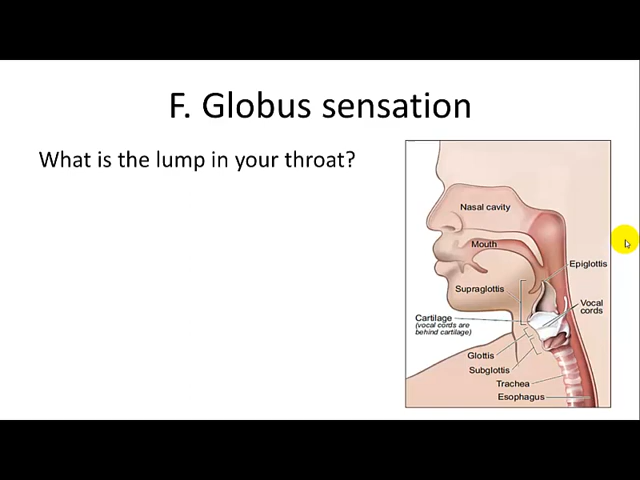 F. Globus sensation
What is the lump in your throat?
Nasal cavity
Mouth
Epiglottis
Supraglottis
Vocal
cords
Cartilage
(vocal cords are
behind cartilage)
Glottis
Subglottis
Trachea
Esophagus